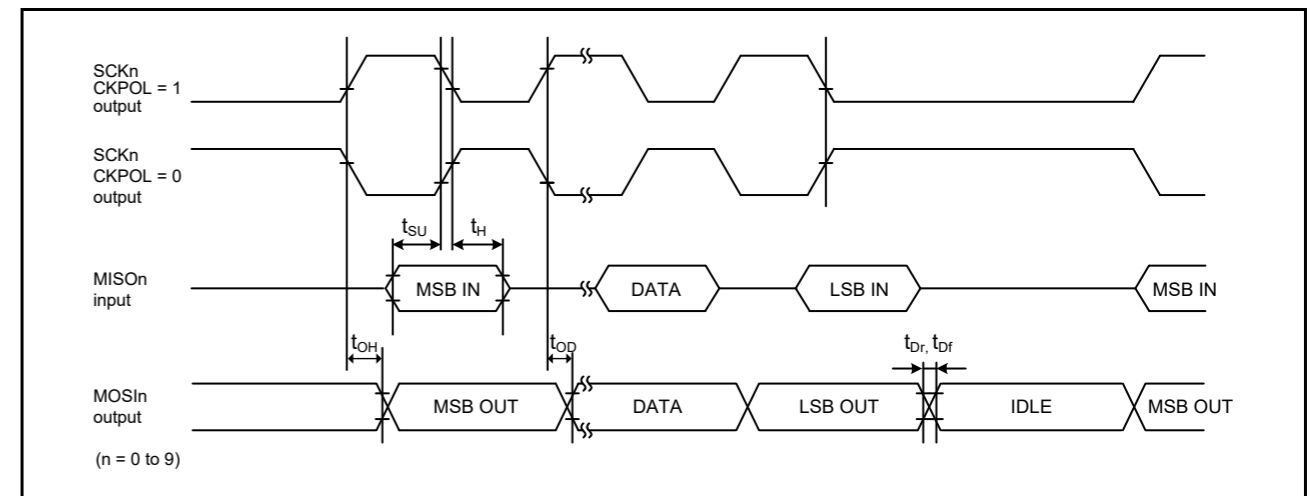 SCKn
CKPOL = 1
output
SCKn
CKPOL = 0
output
tSU
tH
MISOn
input
MSB IN
DATA
LSB IN
MSB IN
tOH
tOD
tDr, tDf
MOSIn
output
MSB OUT
DATA
LSB OUT
IDLE
MSB OUT
(n = 0 to 9)